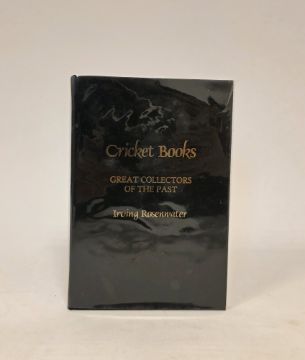 Cricket Books
GREAT COLLECTORS
OF THE PAST
Irving Rosenwater